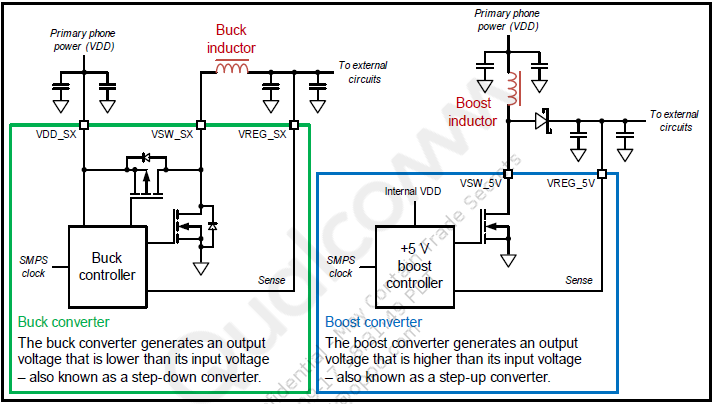 Primary phone
power (VDD)
Buck
inductor
To external
circuits
VDD_SX
VSW_SX
VREG_SX
Buck
controller
SMPS
clock
Sense
Buck converter
The buck converter generates an output
voltage that is lower than its input voltage
– also known as a step-down converter.
Primary phone
power (VDD)
Boost
inductor
To external
circuits
VSW_5V
VREG_5V
Internal VDD
+5 V
boost
controller
SMPS
clock
Sense
Boost converter
The boost converter generates an output
voltage that is higher than its input voltage
– also known as a step-up converter.
Qualcomm
May Contain Trade Secrets